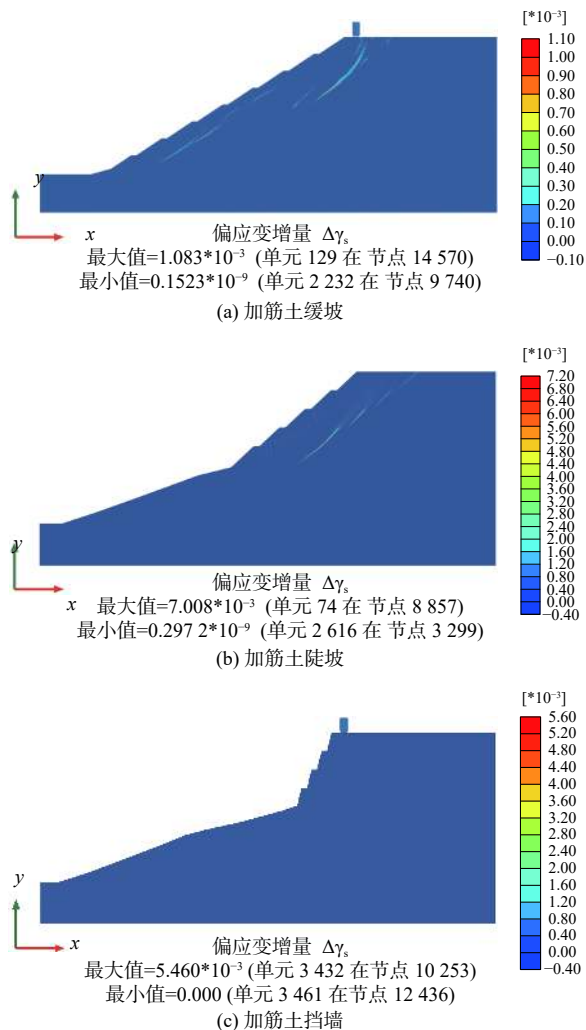 [*10⁻³]
1.10
1.00
0.90
0.80
0.70
0.60
0.50
0.40
0.30
0.20
0.10
0.00
−0.10
y
x
偏应变增量 Δγₛ
最大值=1.083*10⁻³ (单元 129 在 节点 14 570)
最小值=0.1523*10⁻⁹ (单元 2 232 在 节点 9 740)
(a) 加筋土缓坡
[*10⁻³]
7.20
6.80
6.40
6.00
5.60
5.20
4.80
4.40
4.00
3.60
3.20
2.80
2.40
2.00
1.60
1.20
0.80
0.40
0.00
−0.40
y
x
偏应变增量 Δγₛ
最大值=7.008*10⁻³ (单元 74 在 节点 8 857)
最小值=0.297 2*10⁻⁹ (单元 2 616 在 节点 3 299)
(b) 加筋土陡坡
[*10⁻³]
5.60
5.20
4.80
4.40
4.00
3.60
3.20
2.80
2.40
2.00
1.60
1.20
0.80
0.40
0.00
−0.40
y
x
偏应变增量 Δγₛ
最大值=5.460*10⁻³ (单元 3 432 在节点 10 253)
最小值=0.000 (单元 3 461 在节点 12 436)
(c) 加筋土挡墙